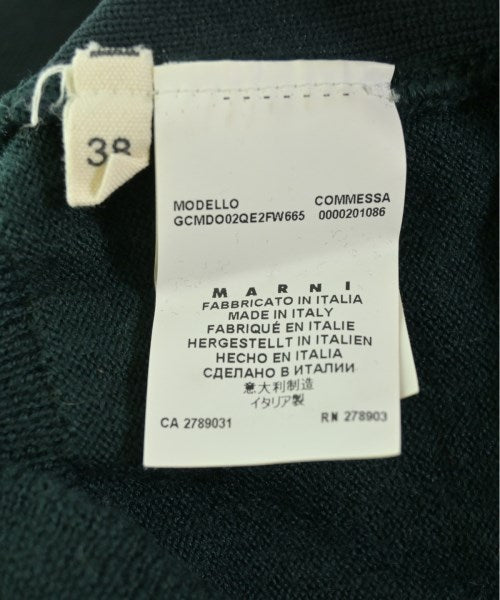 38
MODELLO COMMESSA
GCMDO02QE2FW665 0000201086
MARNI
FABBRICATO IN ITALIA
MADE IN ITALY
FABRIQUÉ EN ITALIE
HERGESTELLT IN ITALIEN
HECHO EN ITALIA
СДЕЛАНО В ИТАЛИИ
意大利制造
イタリア製
CA 2789031 RN 278903